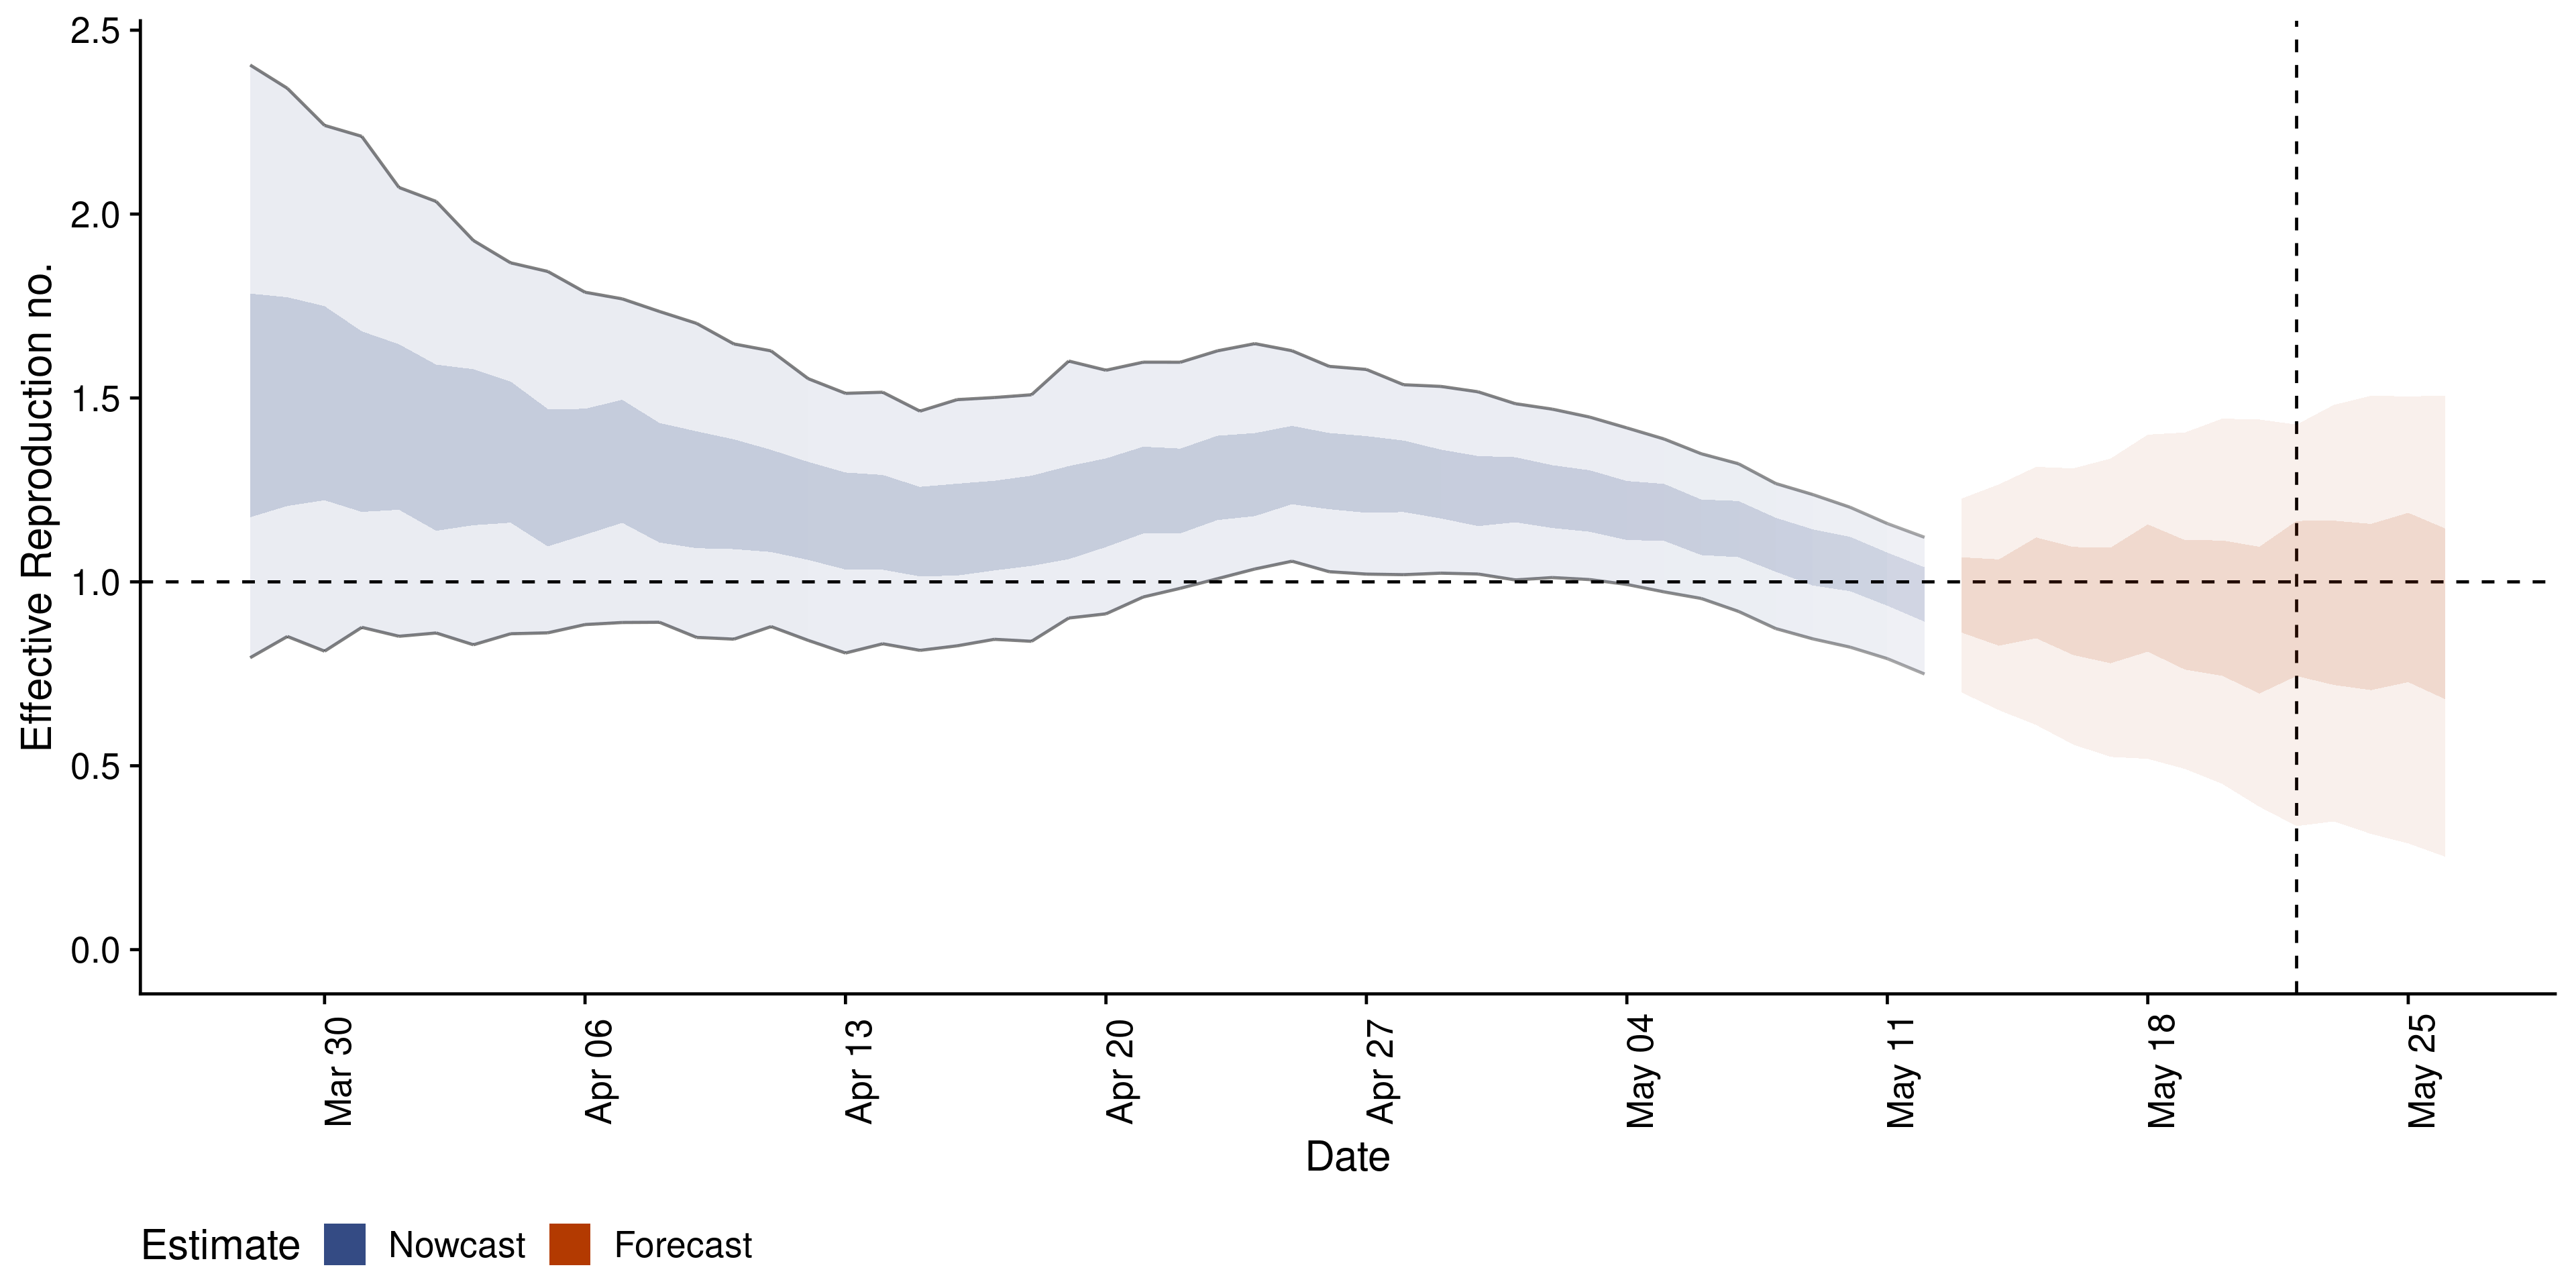 Effective Reproduction no.
2.5
2.0
1.5
1.0
0.5
0.0
Mar 30
Apr 06
Apr 13
Apr 20
Apr 27
May 04
May 11
May 18
May 25
Date
Estimate Nowcast Forecast